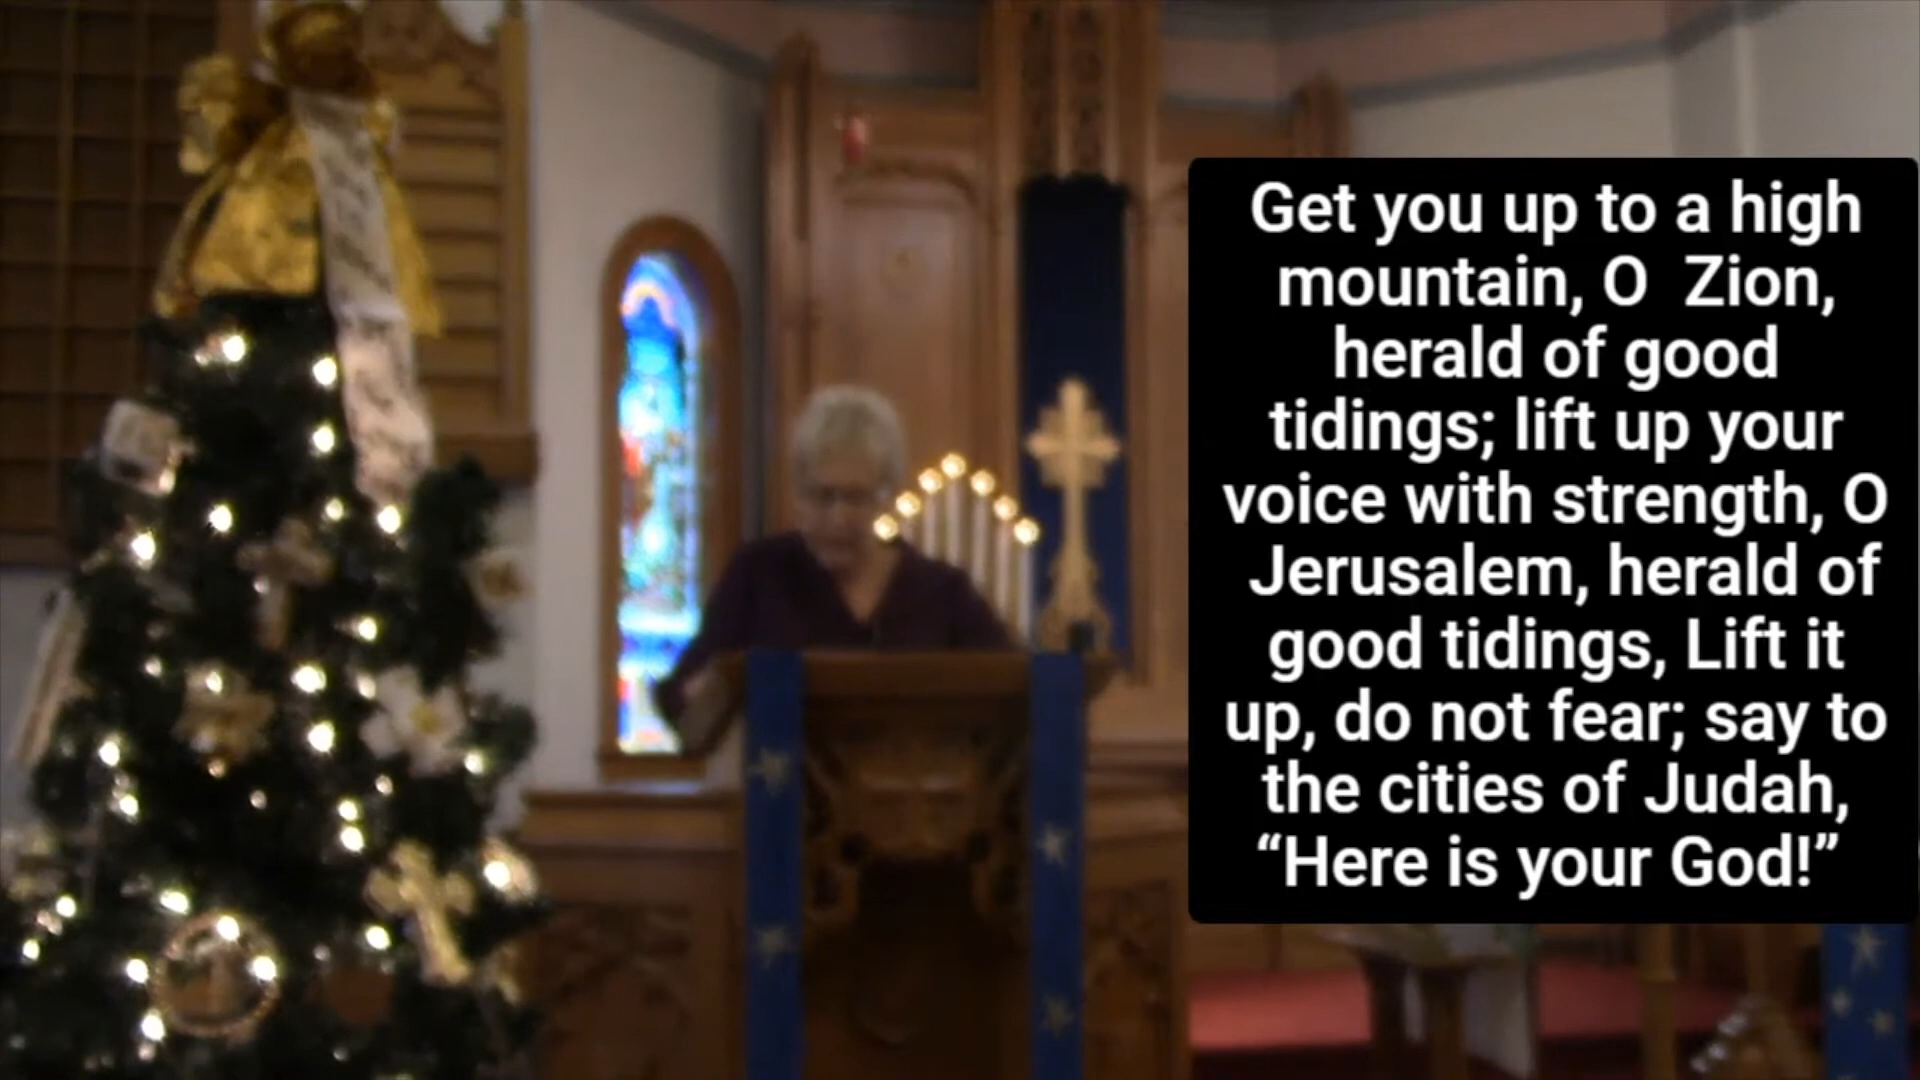 Get you up to a high
mountain, O  Zion,
herald of good
tidings; lift up your
voice with strength, O
Jerusalem, herald of
good tidings, Lift it
up, do not fear; say to
the cities of Judah,
“Here is your God!”